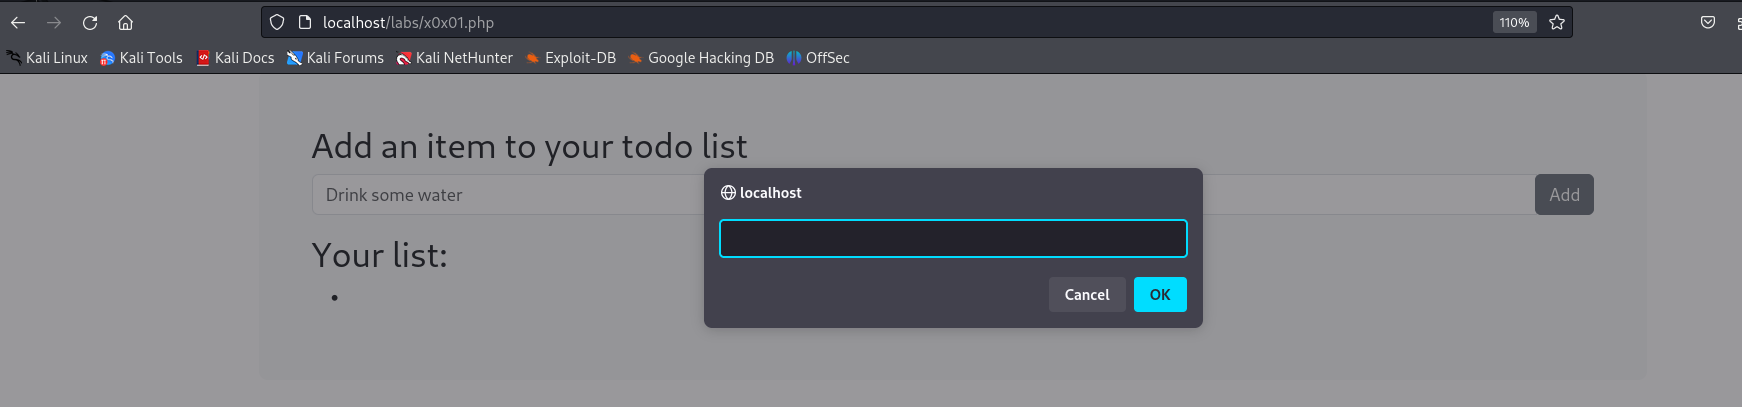 localhost/labs/x0x01.php 110%
Kali Linux Kali Tools Kali Docs Kali Forums Kali NetHunter Exploit-DB Google Hacking DB OffSec
Add an item to your todo list
Drink some water Add
localhost
Cancel OK
Your list: